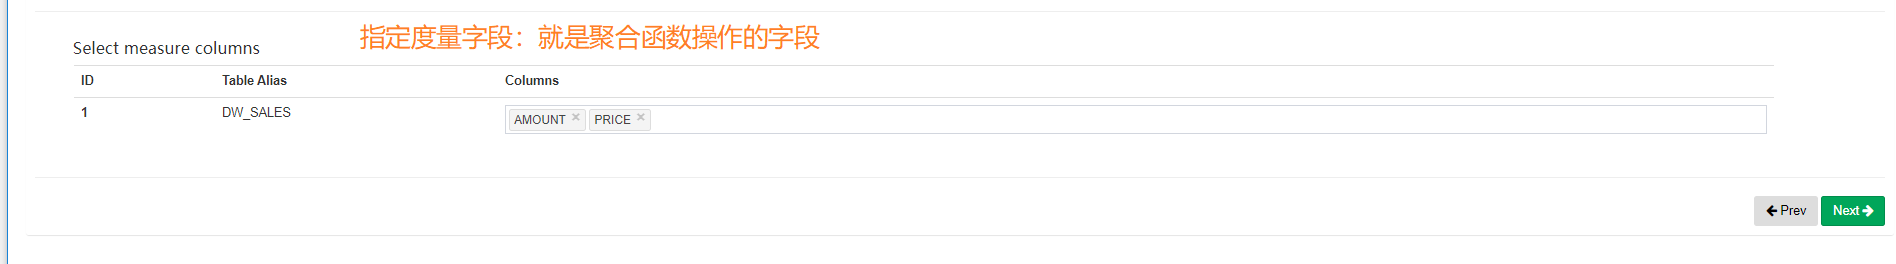 指定度量字段：就是聚合函数操作的字段
Select measure columns
ID Table Alias Columns
1 DW_SALES AMOUNT × PRICE ×
Prev Next